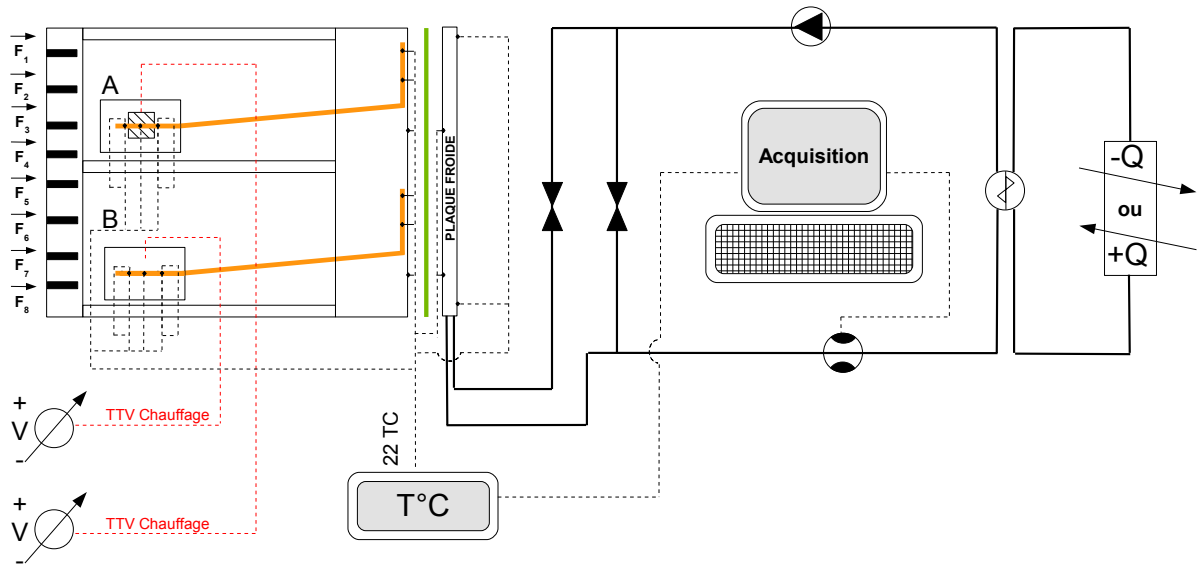 F1
F2
F3
F4
F5
F6
F7
F8
A
B
PLAQUE FROIDE
Acquisition
-Q
ou
+Q
+
V
-
TTV Chauffage
+
V
-
TTV Chauffage
22 TC
T°C